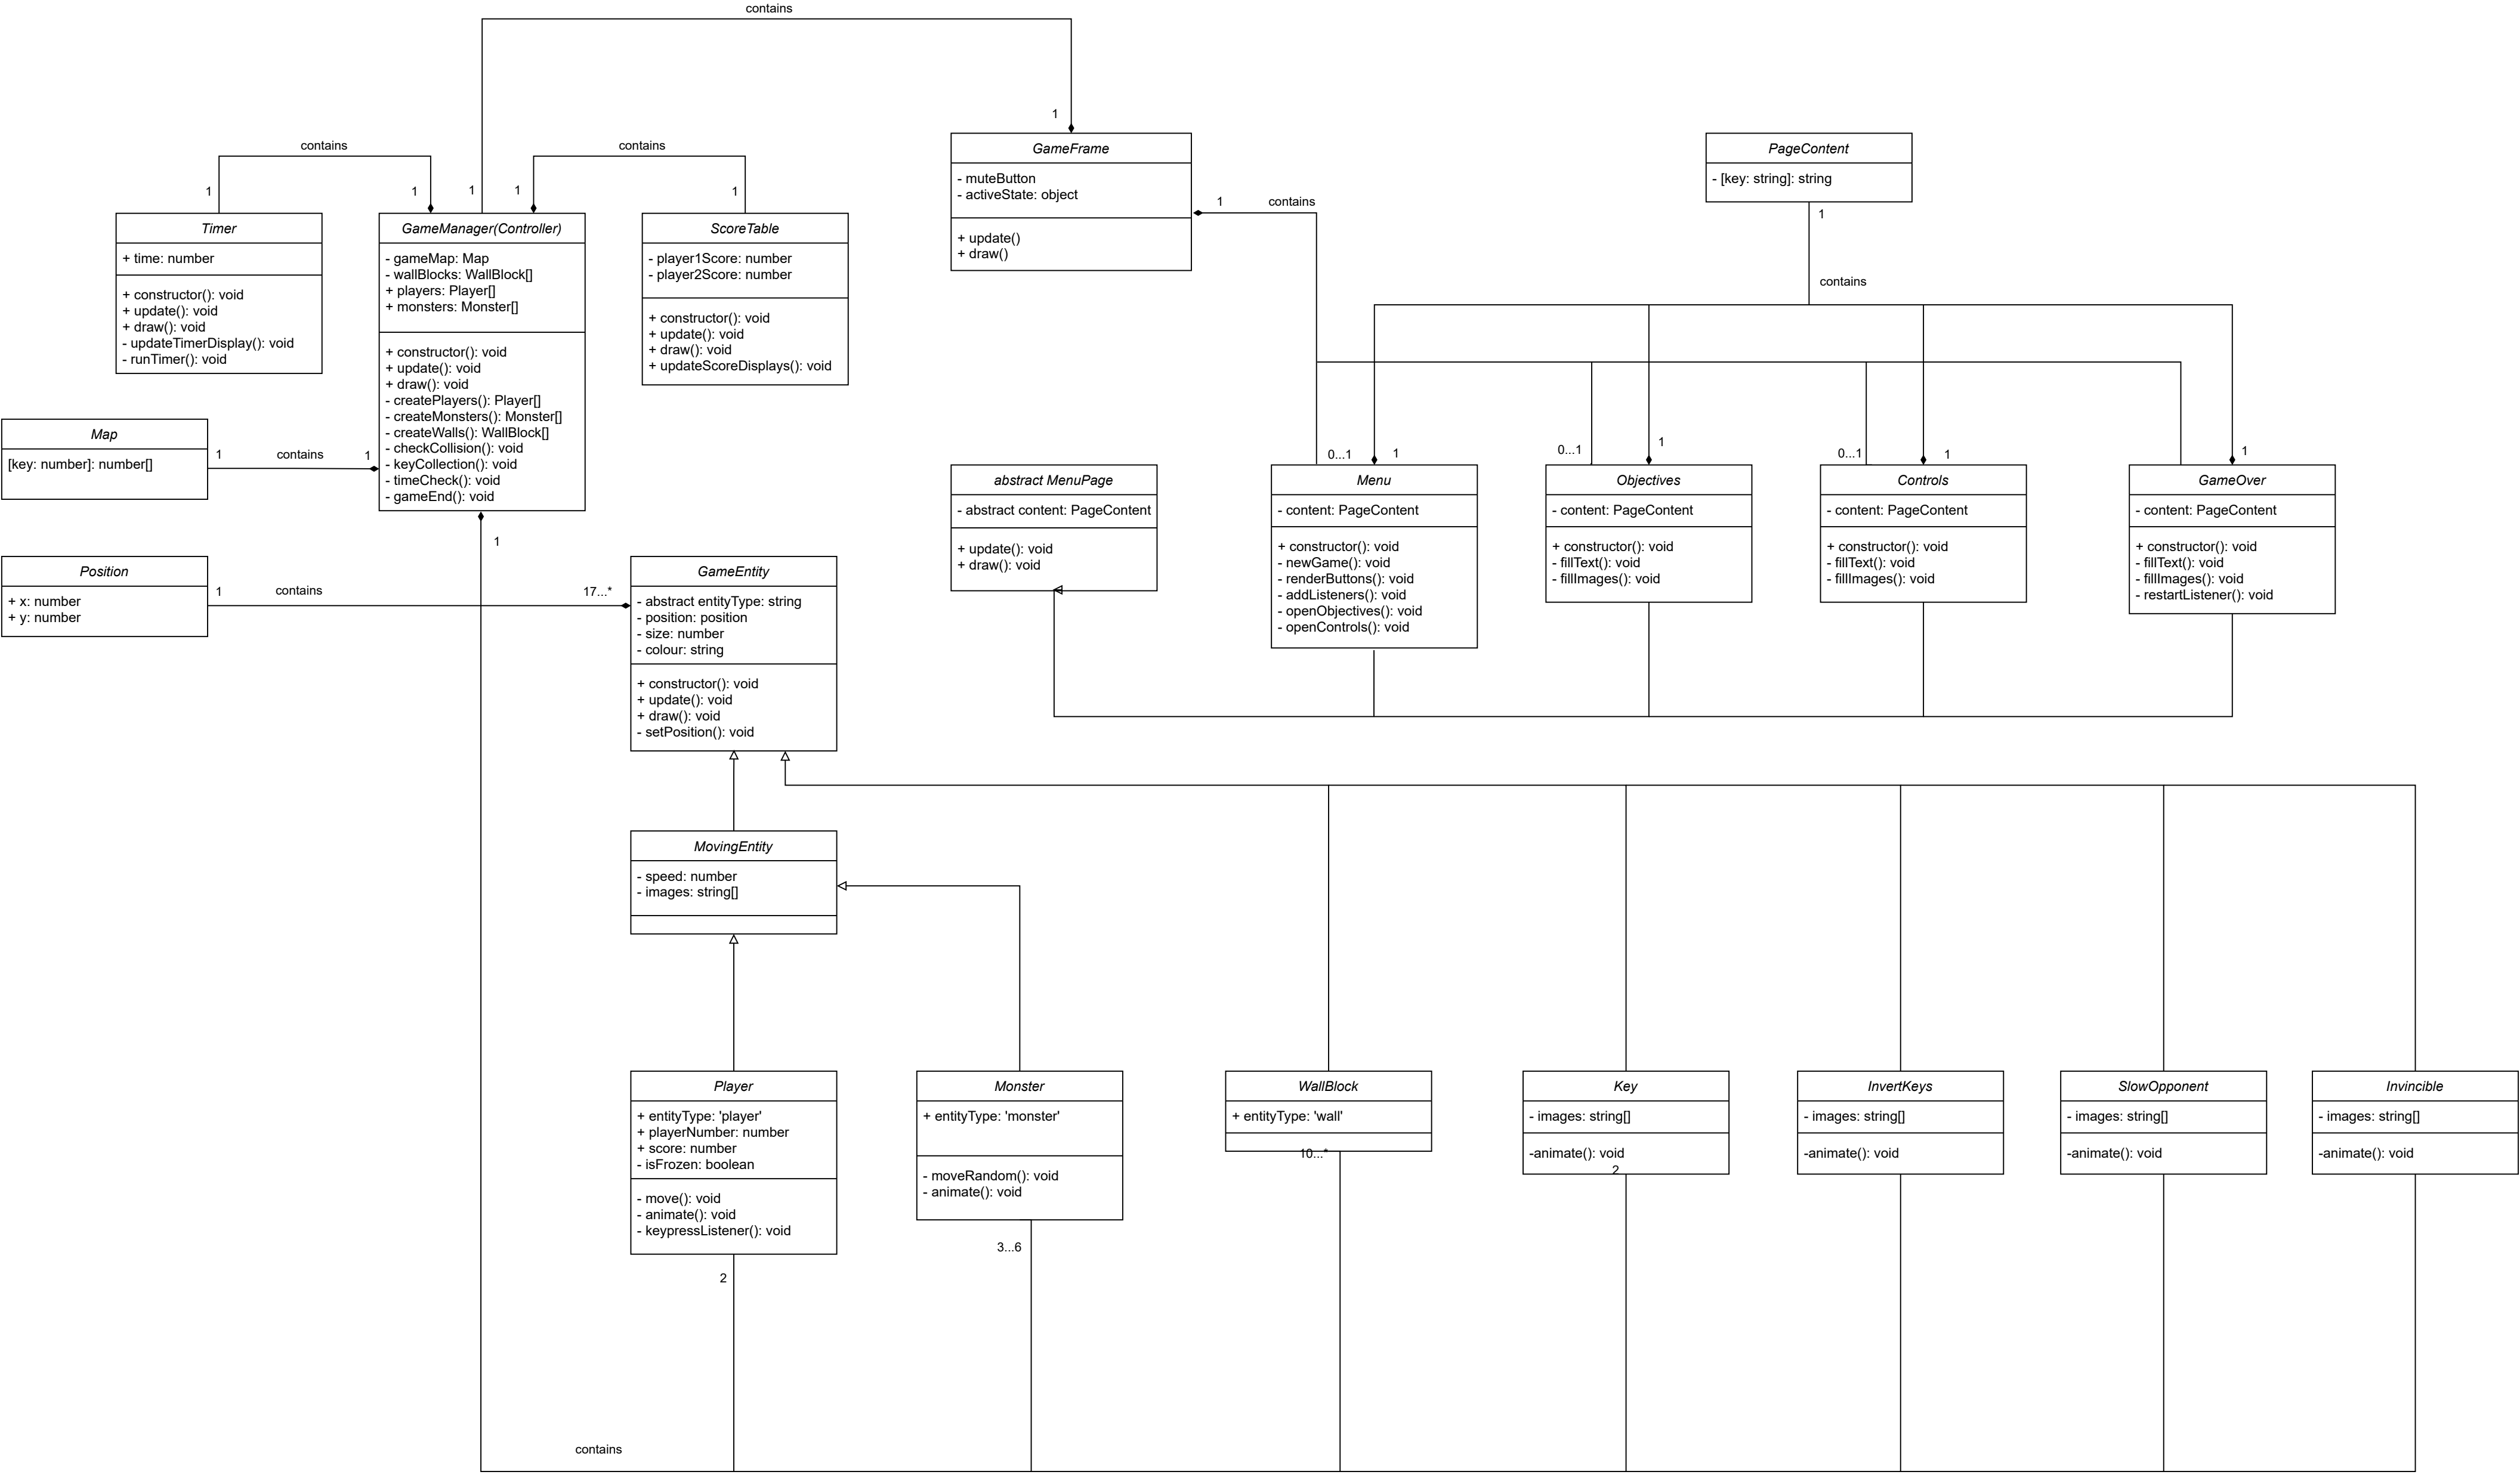 contains
1
GameFrame
- muteButton
- activeState: object
+ update()
+ draw()
1
contains
PageContent
- [key: string]: string
1
contains
contains
1
1
1
1
contains
1
Timer
+ time: number
+ constructor(): void
+ update(): void
+ draw(): void
- updateTimerDisplay(): void
- runTimer(): void
GameManager(Controller)
- gameMap: Map
- wallBlocks: WallBlock[]
+ players: Player[]
+ monsters: Monster[]
+ constructor(): void
+ update(): void
+ draw(): void
- createPlayers(): Player[]
- createMonsters(): Monster[]
- createWalls(): WallBlock[]
- checkCollision(): void
- keyCollection(): void
- timeCheck(): void
- gameEnd(): void
ScoreTable
- player1Score: number
- player2Score: number
+ constructor(): void
+ update(): void
+ draw(): void
+ updateScoreDisplays(): void
Map
[key: number]: number[]
1
contains
1
1
Position
+ x: number
+ y: number
1
contains
17...*
GameEntity
- abstract entityType: string
- position: position
- size: number
- colour: string
+ constructor(): void
+ update(): void
+ draw(): void
- setPosition(): void
abstract MenuPage
- abstract content: PageContent
+ update(): void
+ draw(): void
0...1
1
Menu
- content: PageContent
+ constructor(): void
- newGame(): void
- renderButtons(): void
- addListeners(): void
- openObjectives(): void
- openControls(): void
0...1
1
Objectives
- content: PageContent
+ constructor(): void
- fillText(): void
- fillImages(): void
0...1
1
Controls
- content: PageContent
+ constructor(): void
- fillText(): void
- fillImages(): void
1
GameOver
- content: PageContent
+ constructor(): void
- fillText(): void
- fillImages(): void
- restartListener(): void
MovingEntity
- speed: number
- images: string[]
Player
+ entityType: 'player'
+ playerNumber: number
+ score: number
- isFrozen: boolean
- move(): void
- animate(): void
- keypressListener(): void
2
Monster
+ entityType: 'monster'
- moveRandom(): void
- animate(): void
3...6
WallBlock
+ entityType: 'wall'
10...*
Key
- images: string[]
-animate(): void
2
InvertKeys
- images: string[]
-animate(): void
SlowOpponent
- images: string[]
-animate(): void
Invincible
- images: string[]
-animate(): void
contains